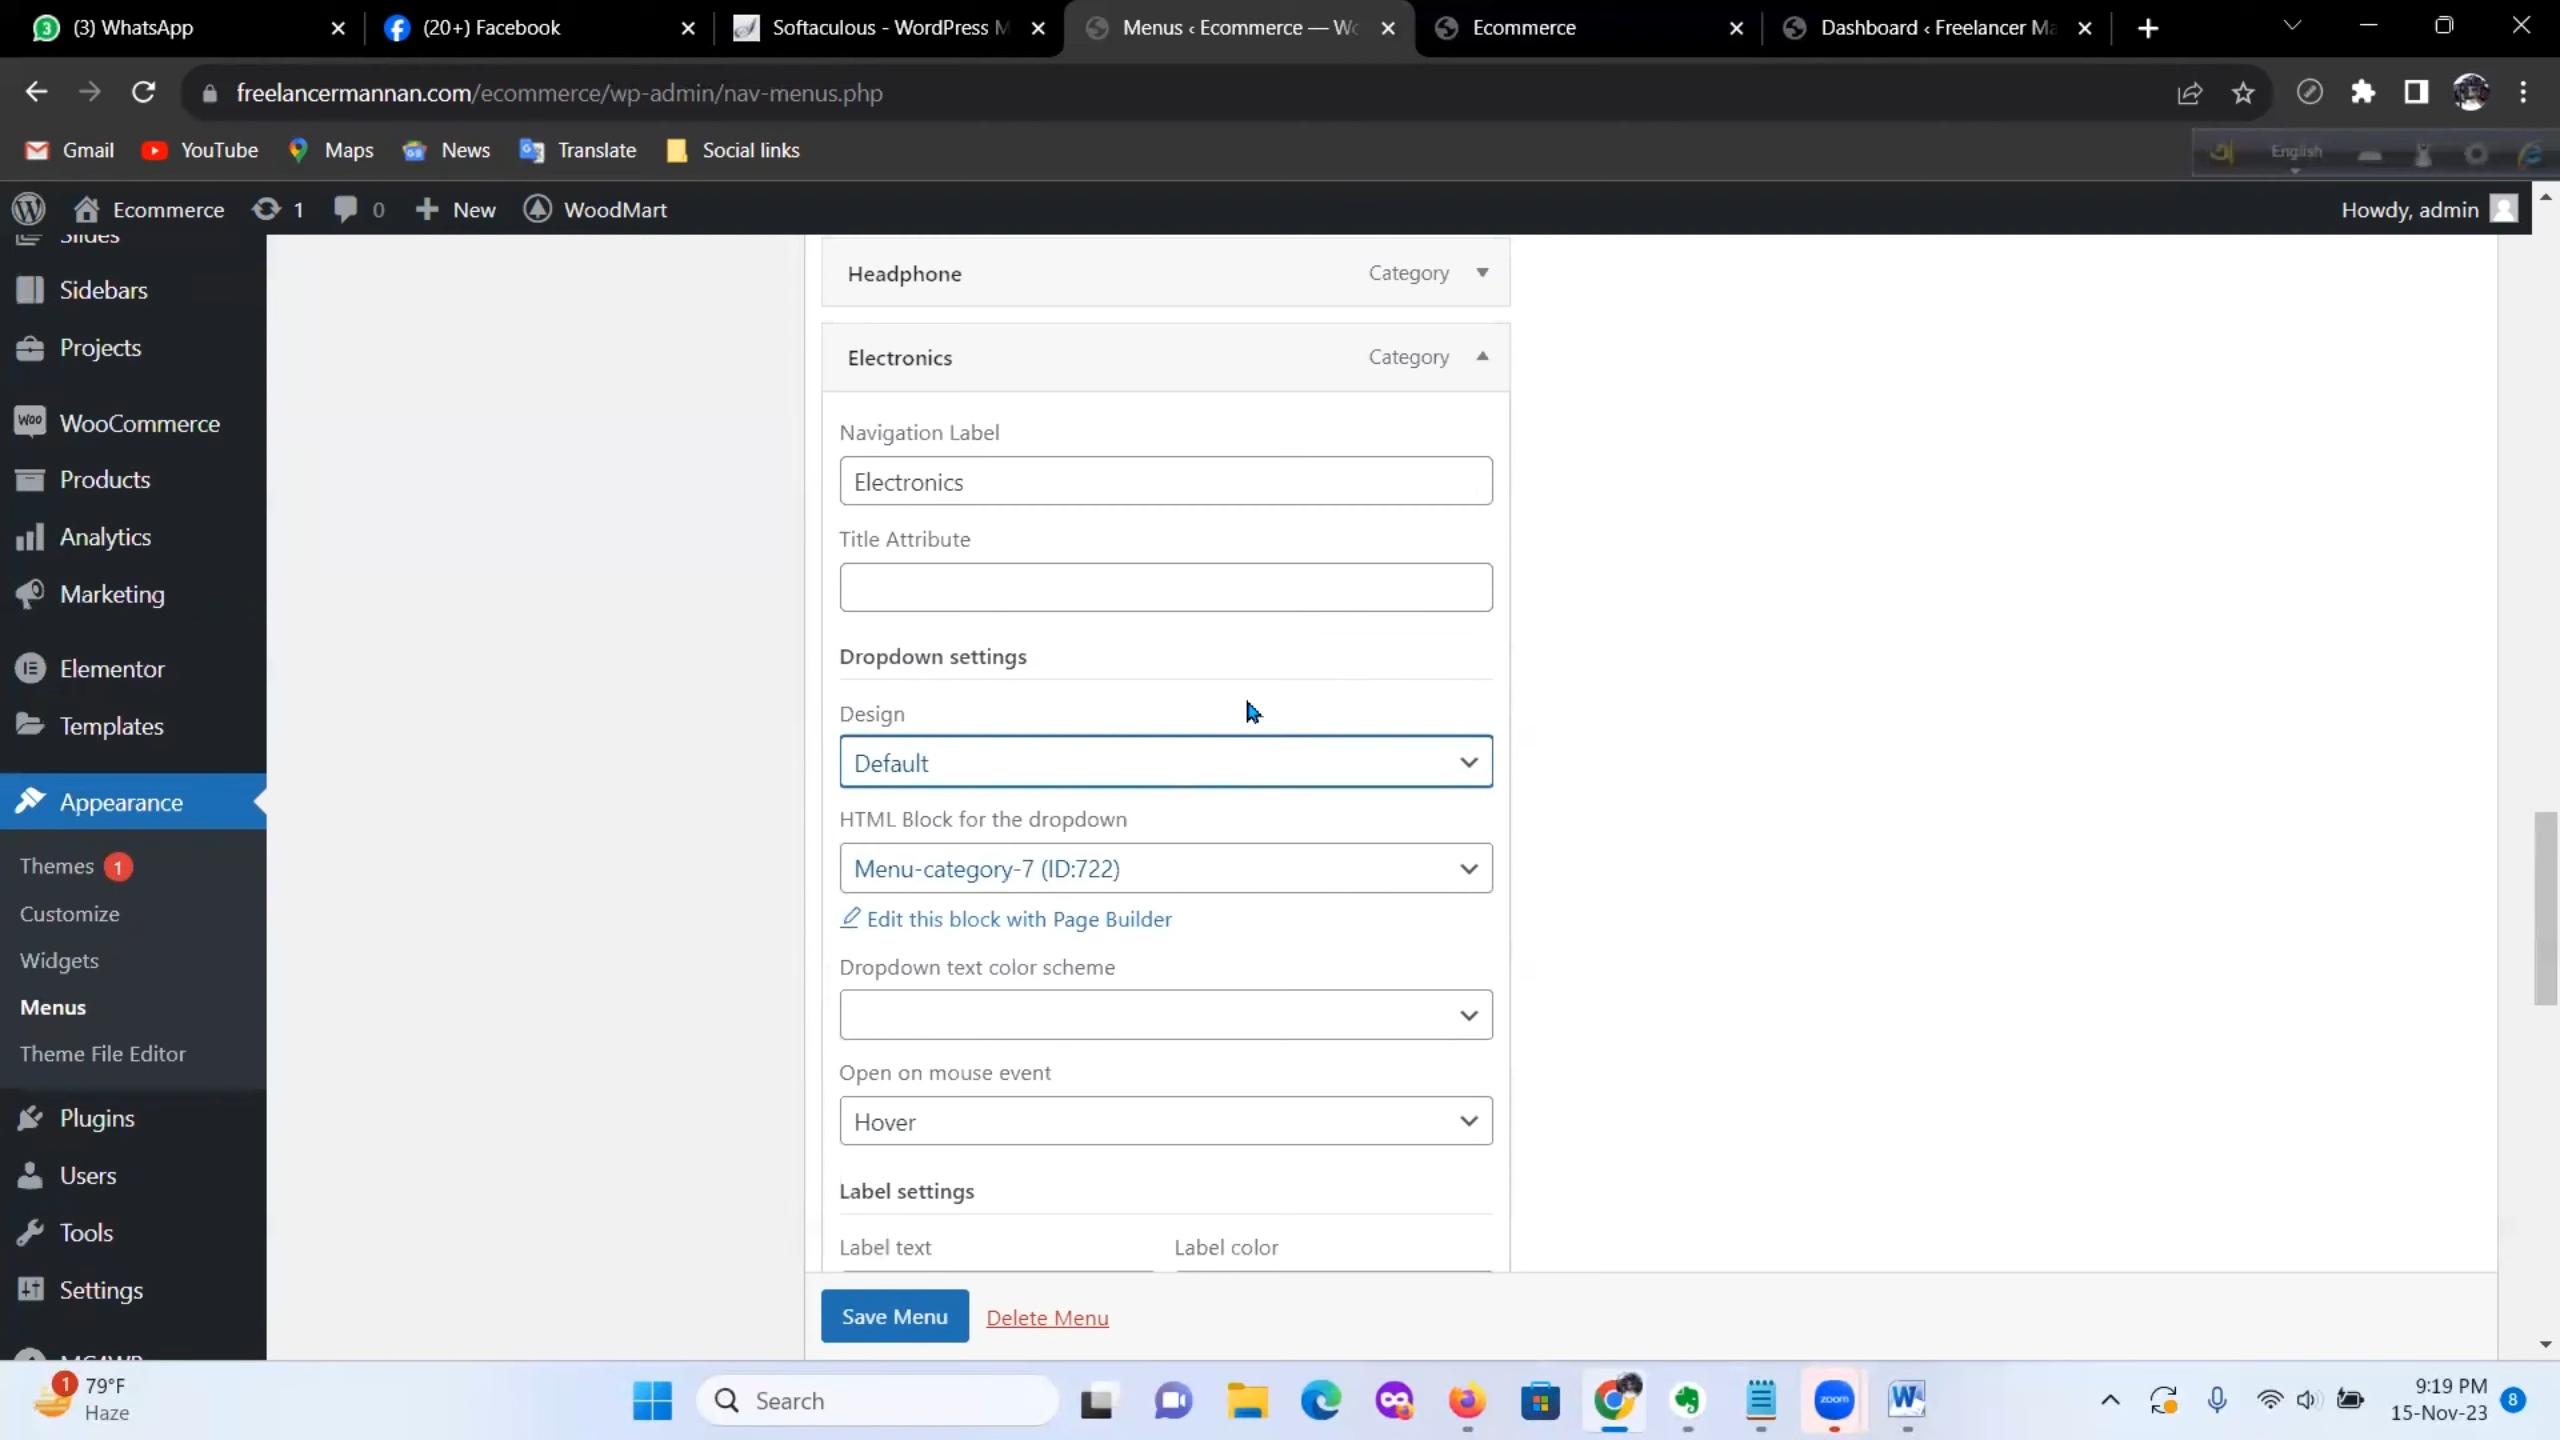 (3) WhatsApp
(20+) Facebook
Softaculous - WordPress M
Menus ‹ Ecommerce — Wo
Ecommerce
Dashboard ‹ Freelancer Ma
freelancermannan.com/ecommerce/wp-admin/nav-menus.php
Gmail
YouTube
Maps
News
Translate
Social links
English
Ecommerce
1
0
New
WoodMart
Howdy, admin
Slides
Sidebars
Projects
WooCommerce
Products
Analytics
Marketing
Elementor
Templates
Appearance
Themes 1
Customize
Widgets
Menus
Theme File Editor
Plugins
Users
Tools
Settings
Headphone
Category
Electronics
Category
Navigation Label
Electronics
Title Attribute
Dropdown settings
Design
Default
HTML Block for the dropdown
Menu-category-7 (ID:722)
Edit this block with Page Builder
Dropdown text color scheme
Open on mouse event
Hover
Label settings
Label text
Label color
Save Menu
Delete Menu
1
79°F
Haze
Search
zoom
9:19 PM
15-Nov-23
8